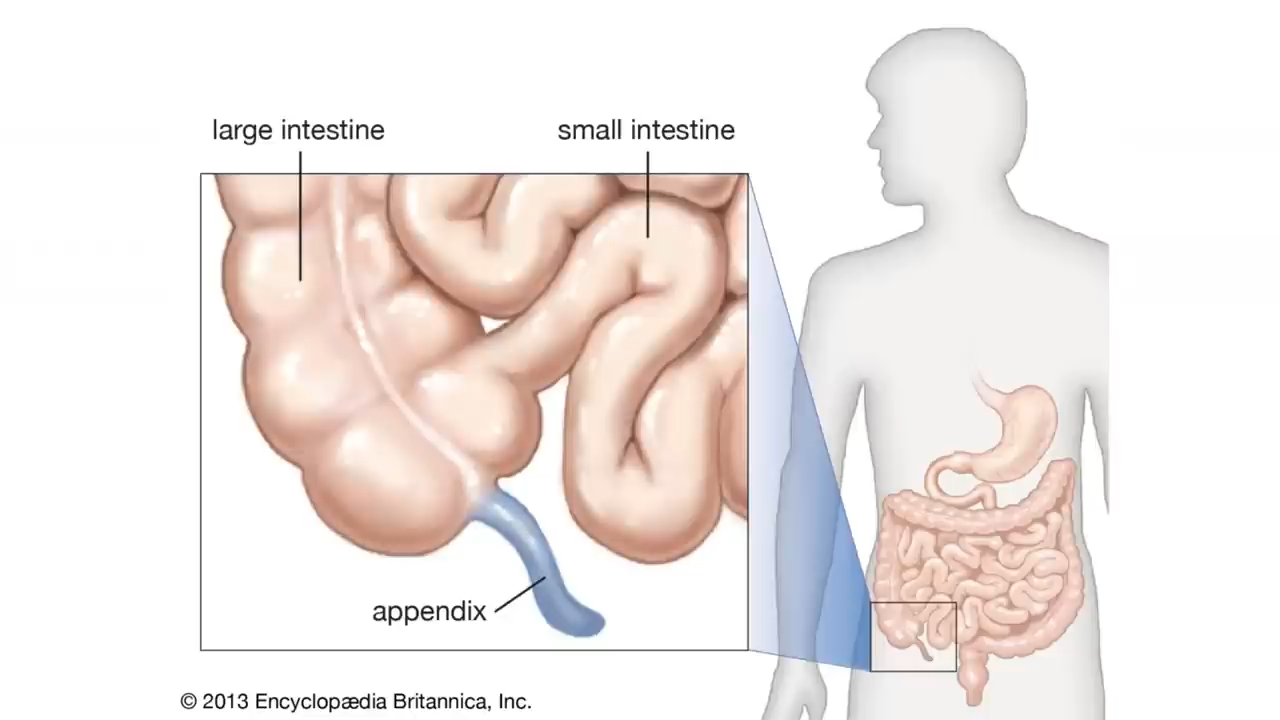 large intestine
small intestine
appendix
© 2013 Encyclopædia Britannica, Inc.